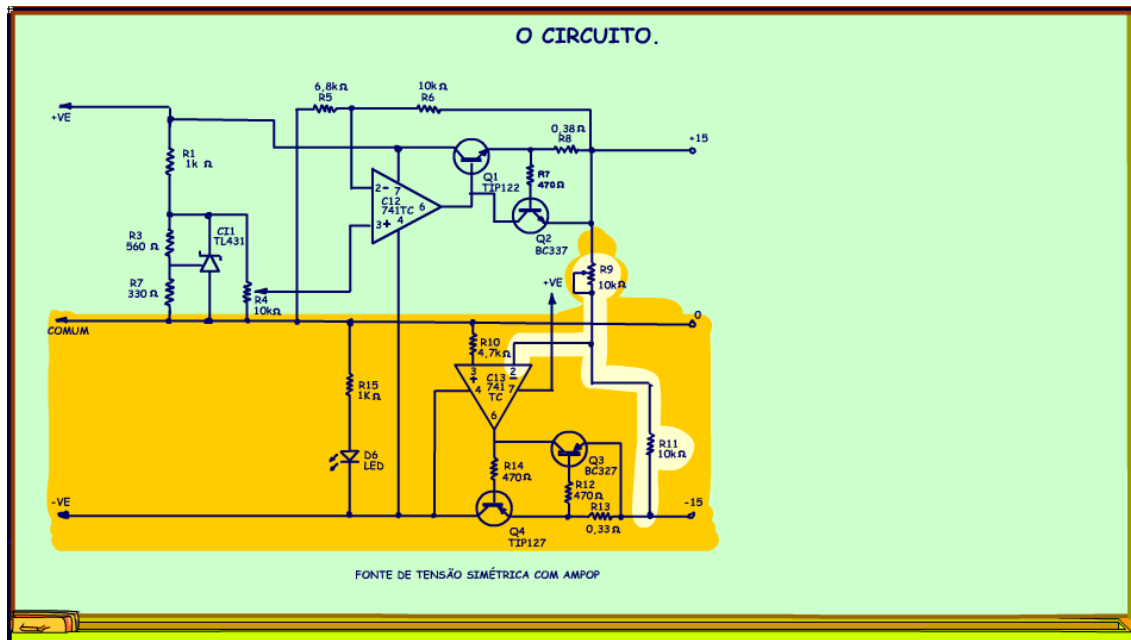 O CIRCUITO.
6,8kΩ
R5
10kΩ
R6
+VE
0,38Ω
R8
+15
R1
1k Ω
R7
470Ω
Q1
TIP122
2 - 7
C12
741TC
6
3 + 4
R3
560 Ω
CI1
TL431
Q2
BC337
R7
330Ω
R4
10kΩ
+VE
R9
10kΩ
COMUM
0
R10
4,7kΩ
3 2
+ -
C13
4 741 7
TC
6
R15
1KΩ
R11
10kΩ
D6
LED
R14
470Ω
Q3
BC327
R12
470Ω
-VE
R13
-15
0,33Ω
Q4
TIP127
FONTE DE TENSÃO SIMÉTRICA COM AMPOP